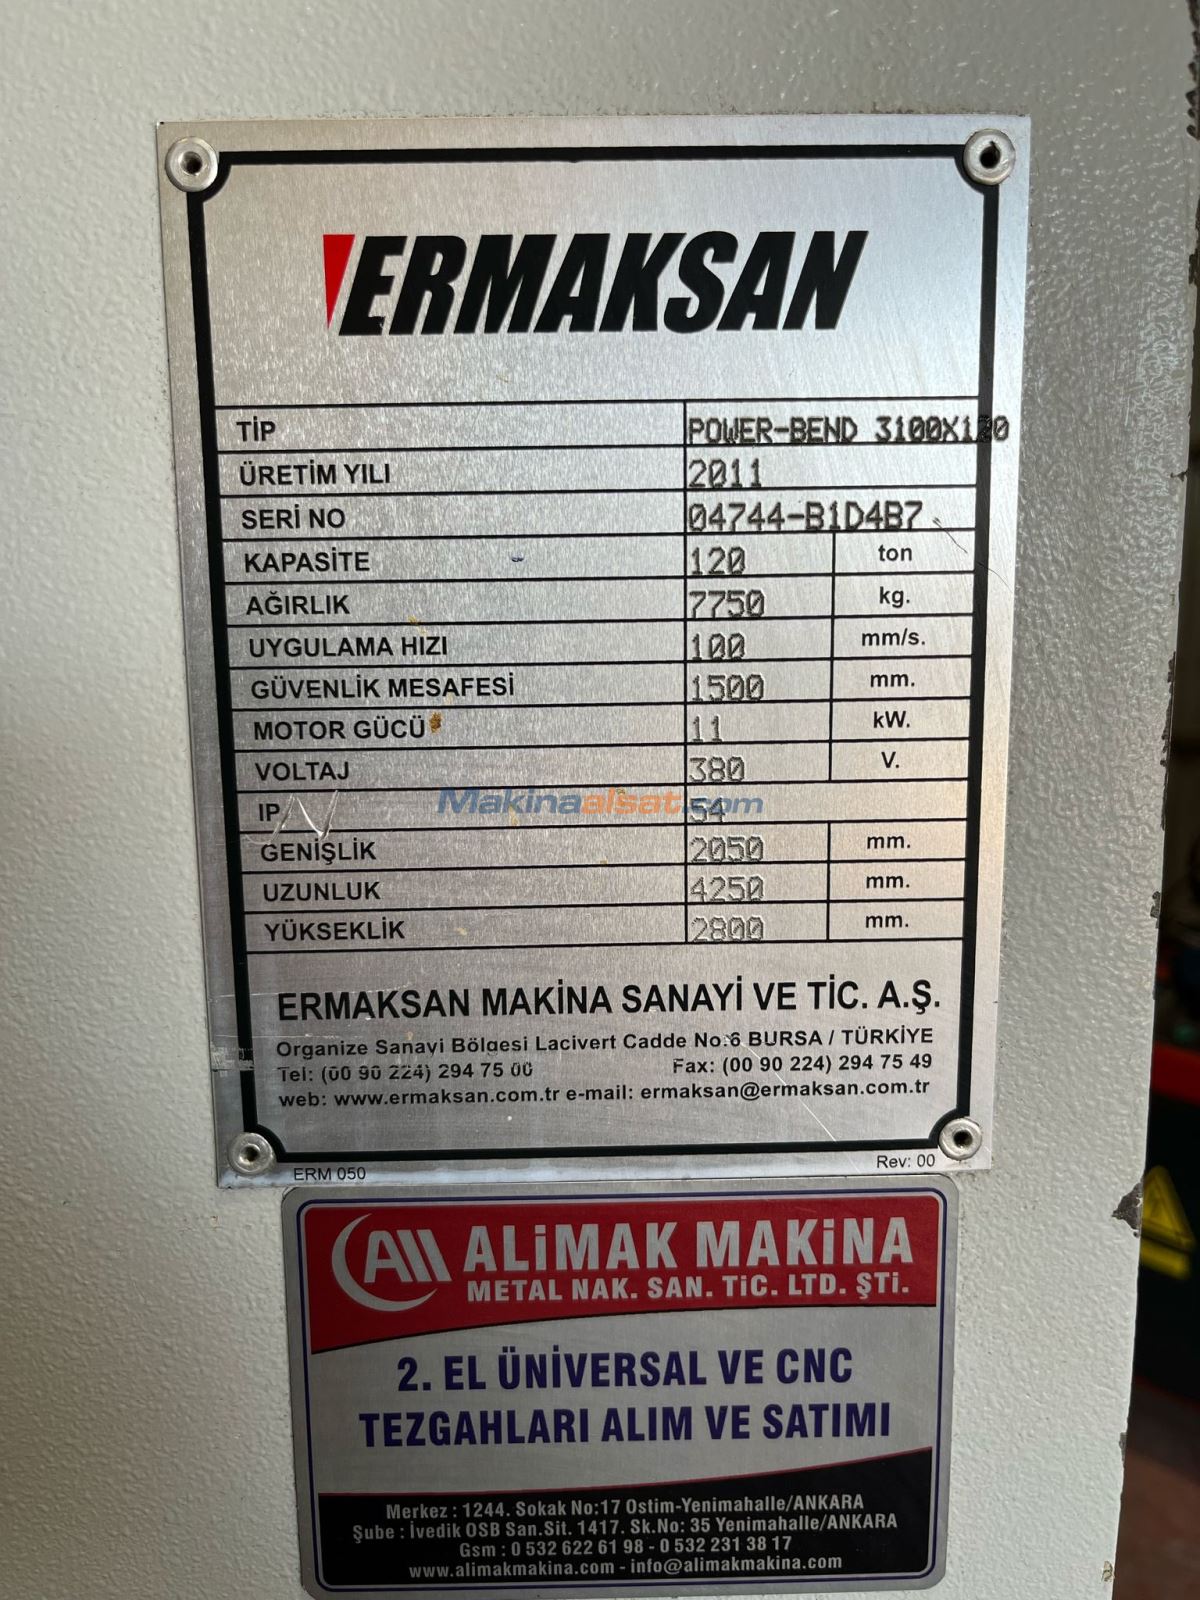 ERMAKSAN
TİP POWER-BEND 3100X120
ÜRETİM YILI 2011
SERİ NO 04744-B1D4B7
KAPASİTE 120 ton
AĞIRLIK 7750 kg.
UYGULAMA HIZI 100 mm/s.
GÜVENLİK MESAFESİ 1500 mm.
MOTOR GÜCÜ 11 kW.
VOLTAJ 380 V.
IP 54
Makinaalsat.com
GENİŞLİK 2050 mm.
UZUNLUK 4250 mm.
YÜKSEKLİK 2800 mm.
ERMAKSAN MAKİNA SANAYİ VE TİC. A.Ş.
Organize Sanayi Bölgesi Lacivert Cadde No:6 BURSA / TÜRKİYE
Tel: (00 90 224) 294 75 00 Fax: (00 90 224) 294 75 49
web: www.ermaksan.com.tr e-mail: ermaksan@ermaksan.com.tr
ERM 050 Rev: 00
AM ALiMAK MAKiNA
METAL NAK. SAN. TiC. LTD. ŞTi.
2. EL ÜNİVERSAL VE CNC
TEZGAHLARI ALIM VE SATIMI
Merkez : 1244. Sokak No:17 Ostim-Yenimahalle/ANKARA
Şube : İvedik OSB San.Sit. 1417. Sk.No: 35 Yenimahalle/ANKARA
Gsm : 0 532 622 61 98 - 0 532 231 38 17
www.alimakmakina.com - info@alimakmakina.com